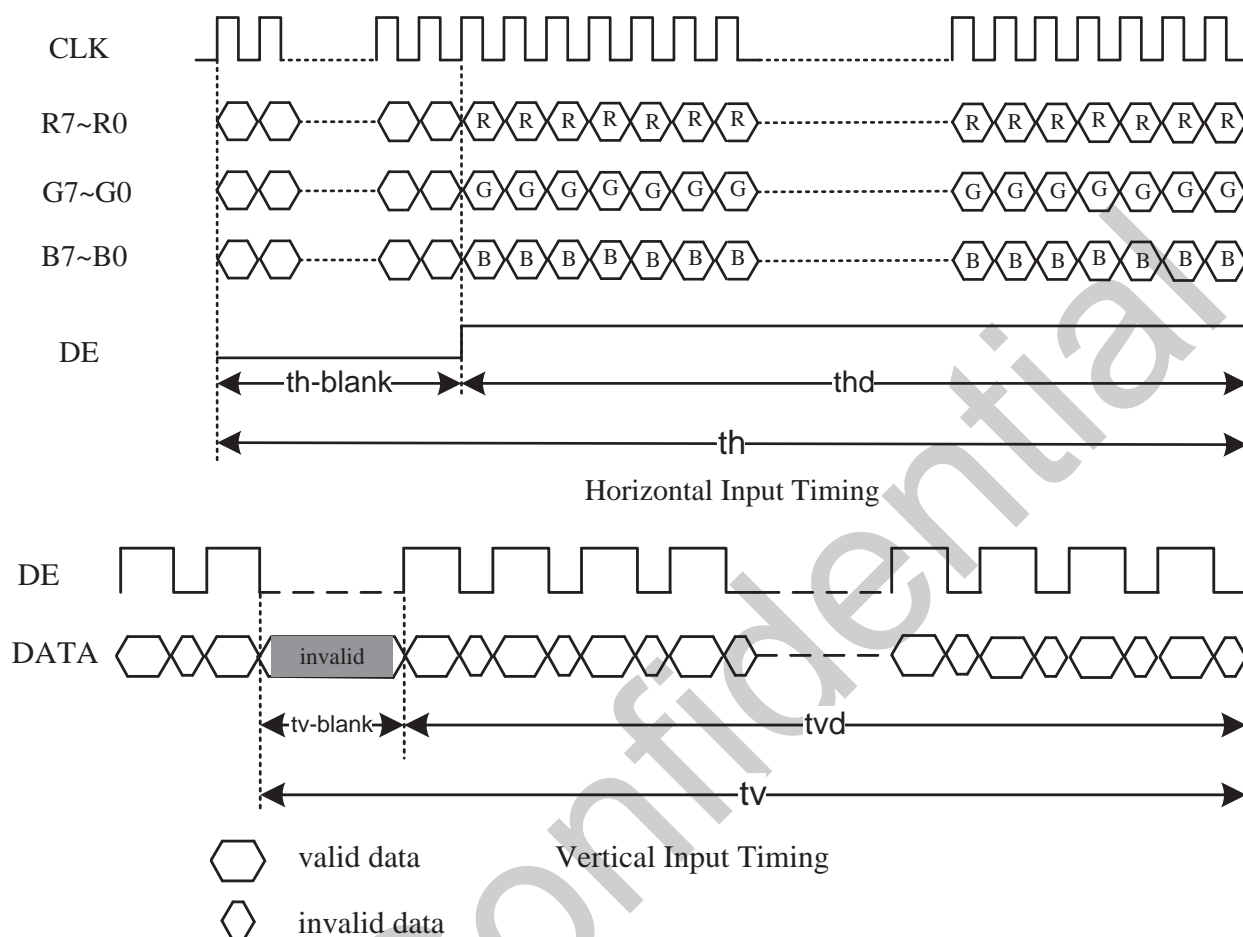 CLK
R7~R0
R R R R R R R R R R R R R R
G7~G0
G G G G G G G G G G G G G G
B7~B0
B B B B B B B B B B B B B B
DE
th-blank thd
th
Horizontal Input Timing
DE
DATA invalid
tv-blank tvd
tv
valid data Vertical Input Timing
invalid data
Confidential